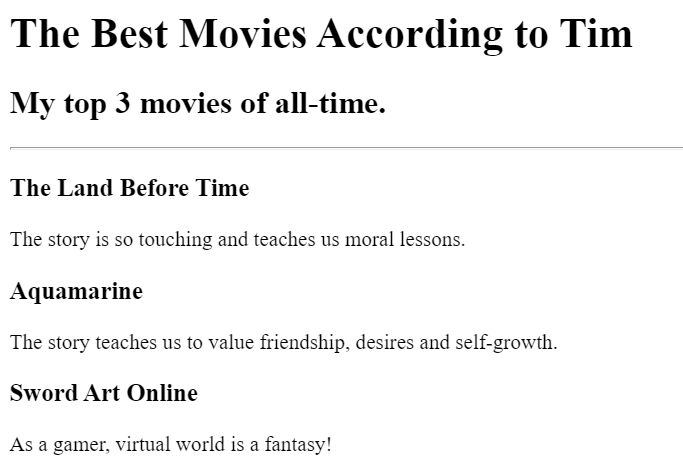 The Best Movies According to Tim
My top 3 movies of all-time.
The Land Before Time
The story is so touching and teaches us moral lessons.
Aquamarine
The story teaches us to value friendship, desires and self-growth.
Sword Art Online
As a gamer, virtual world is a fantasy!